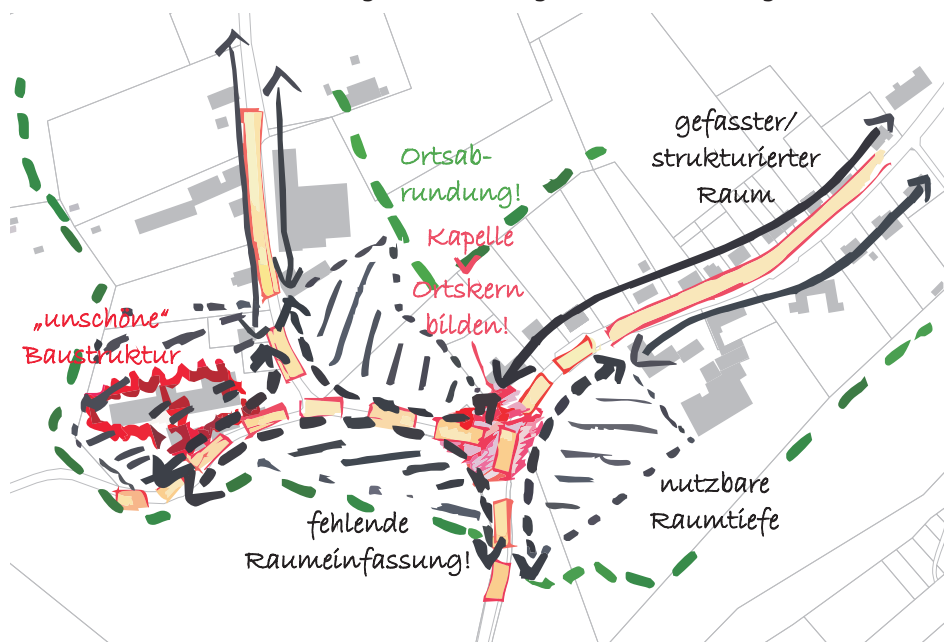 gefasster/
strukturierter
Raum
Ortsab-
rundung!
Kapelle
Ortskern
bilden!
„unschöne“
Baustruktur
nutzbare
Raumtiefe
fehlende
Raumeinfassung!